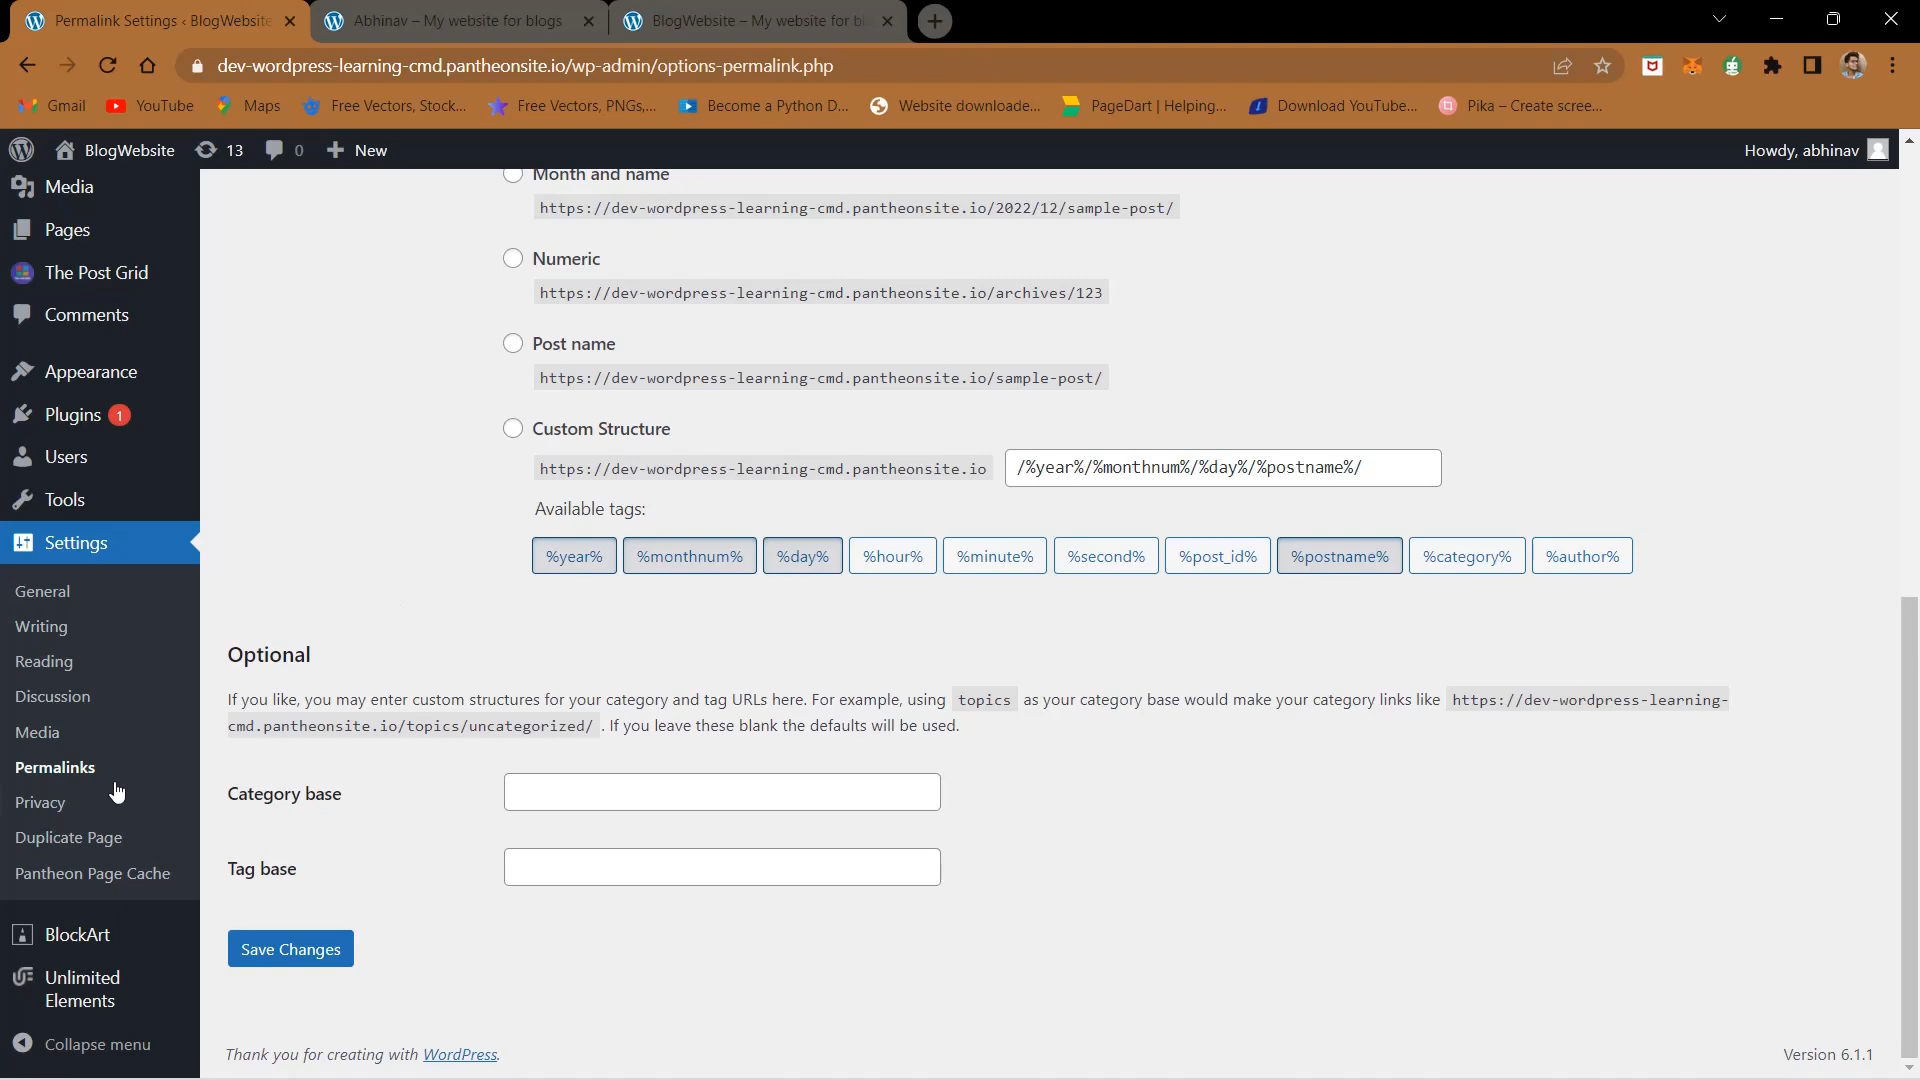 Permalink Settings ‹ BlogWebsite
Abhinav – My website for blogs
BlogWebsite – My website for bl
dev-wordpress-learning-cmd.pantheonsite.io/wp-admin/options-permalink.php
Gmail
YouTube
Maps
Free Vectors, Stock...
Free Vectors, PNGs,...
Become a Python D...
Website downloade...
PageDart | Helping...
Download YouTube...
Pika – Create scree...
BlogWebsite
13
0
New
Howdy, abhinav
Media
Pages
The Post Grid
Comments
Appearance
Plugins 1
Users
Tools
Settings
General
Writing
Reading
Discussion
Media
Permalinks
Privacy
Duplicate Page
Pantheon Page Cache
BlockArt
Unlimited
Elements
Collapse menu
Month and name
https://dev-wordpress-learning-cmd.pantheonsite.io/2022/12/sample-post/
Numeric
https://dev-wordpress-learning-cmd.pantheonsite.io/archives/123
Post name
https://dev-wordpress-learning-cmd.pantheonsite.io/sample-post/
Custom Structure
https://dev-wordpress-learning-cmd.pantheonsite.io /%year%/%monthnum%/%day%/%postname%/
Available tags:
%year% %monthnum% %day% %hour% %minute% %second% %post_id% %postname% %category% %author%
Optional
If you like, you may enter custom structures for your category and tag URLs here. For example, using topics as your category base would make your category links like https://dev-wordpress-learning-
cmd.pantheonsite.io/topics/uncategorized/ . If you leave these blank the defaults will be used.
Category base
Tag base
Save Changes
Thank you for creating with WordPress.
Version 6.1.1